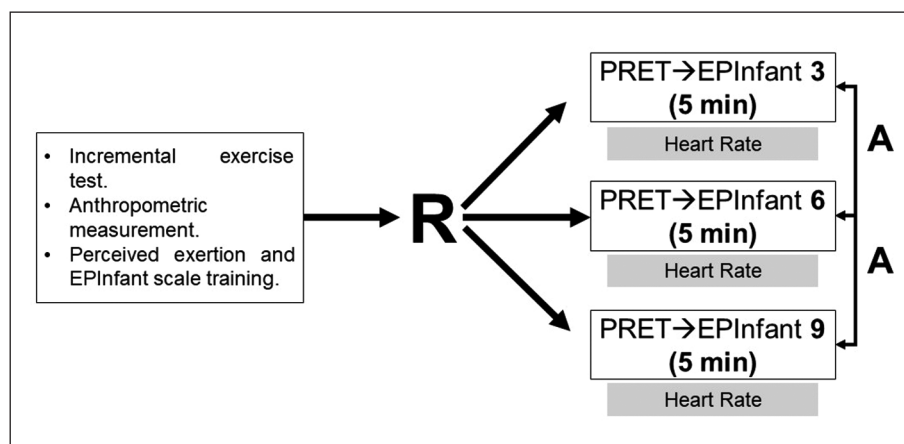 • Incremental exercise
test.
• Anthropometric
measurement.
• Perceived exertion and
EPInfant scale training.
R
PRET→EPInfant 3
(5 min)
Heart Rate
PRET→EPInfant 6
(5 min)
Heart Rate
PRET→EPInfant 9
(5 min)
Heart Rate
A
A